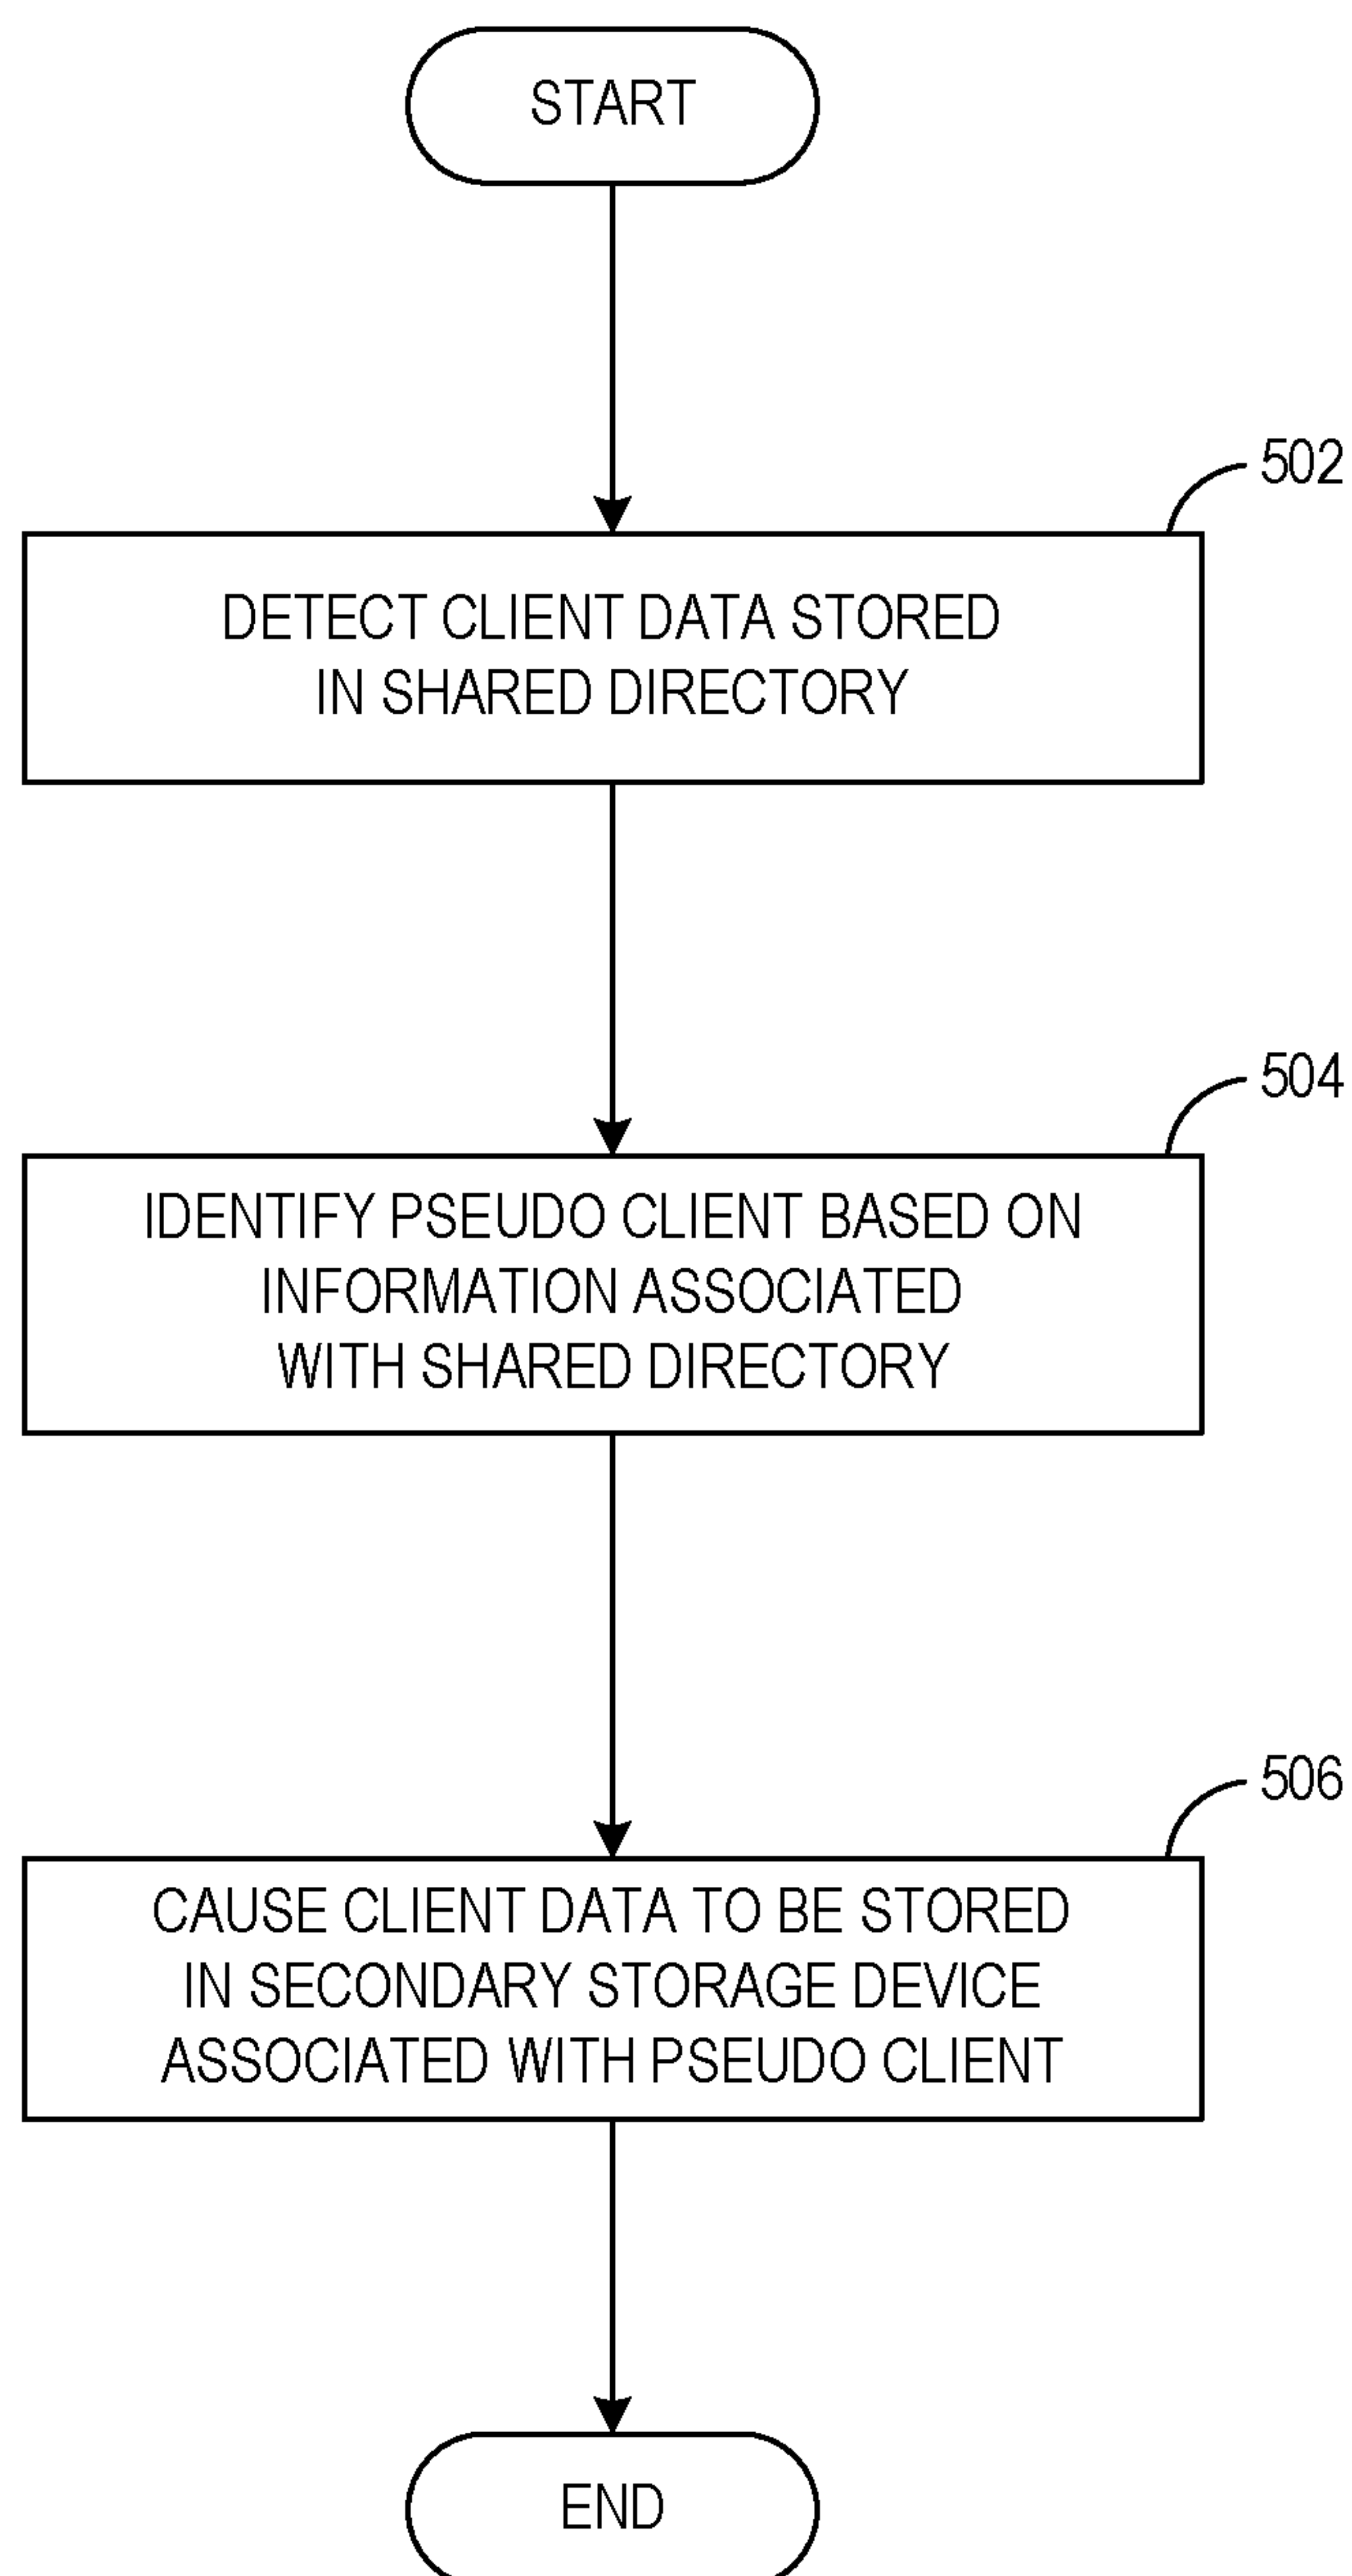 START
502
DETECT CLIENT DATA STORED
IN SHARED DIRECTORY
504
IDENTIFY PSEUDO CLIENT BASED ON
INFORMATION ASSOCIATED
WITH SHARED DIRECTORY
506
CAUSE CLIENT DATA TO BE STORED
IN SECONDARY STORAGE DEVICE
ASSOCIATED WITH PSEUDO CLIENT
END